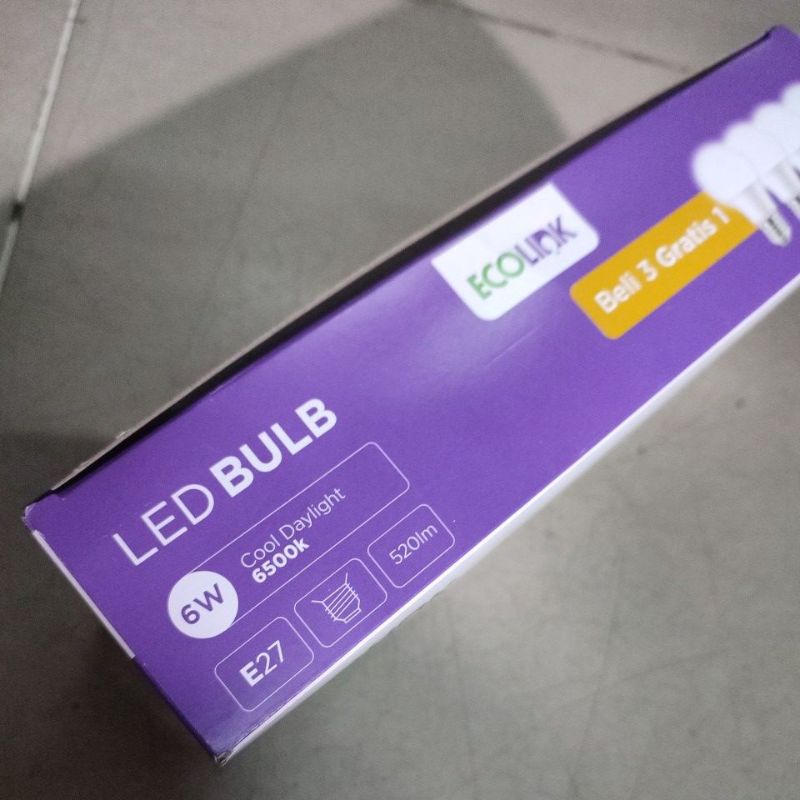 ECOLINK
Beli 3 Gratis 1
LED BULB
6W
Cool Daylight
6500k
E27
520lm